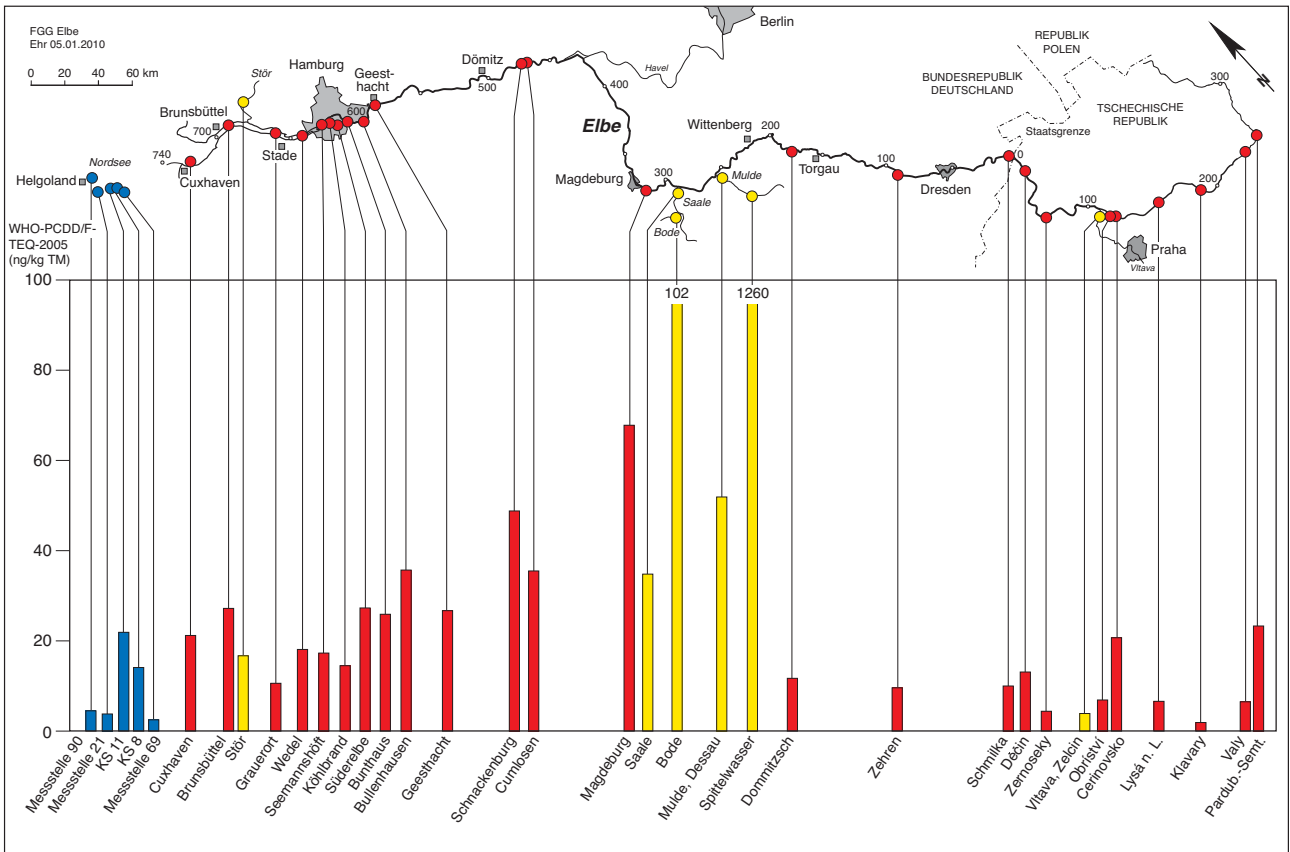 FGG Elbe
Ehr 05.01.2010
0 20 40 60 km
Berlin
REPUBLIK
POLEN
BUNDESREPUBLIK
DEUTSCHLAND
TSCHECHISCHE
REPUBLIK
Staatsgrenze
Hamburg
Geest-
hacht
Dömitz
500
Havel
400
300
Stör
Brunsbüttel
700
600
Elbe
Wittenberg
200
Stade
740
Nordsee
Helgoland
Cuxhaven
Magdeburg
300
Mulde
Saale
Bode
Torgau
100
Dresden
0
100
200
Praha
Vltava
WHO-PCDD/F-
TEQ-2005
(ng/kg TM)
100
80
60
40
20
0
102
1260
Messstelle 90
Messstelle 21
KS 11
KS 8
Messstelle 69
Cuxhaven
Brunsbüttel
Stör
Grauerort
Wedel
Seemannshöft
Köhlbrand
Süderelbe
Bunthaus
Bullenhausen
Geesthacht
Schnackenburg
Cumlosen
Magdeburg
Saale
Bode
Mulde, Dessau
Spittelwasser
Dommitzsch
Zehren
Schmilka
Děčin
Zernoseky
Vltava, Zelcin
Obristvi
Cerinovsko
Lysá n. L.
Klavary
Valy
Pardub.-Semt.